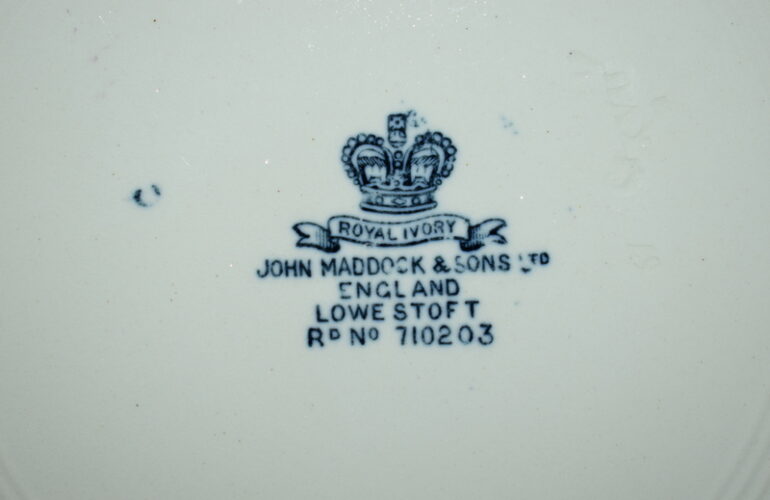 ROYAL IVORY
JOHN MADDOCK & SONS LTD
ENGLAND
LOWESTOFT
RD NO 710203